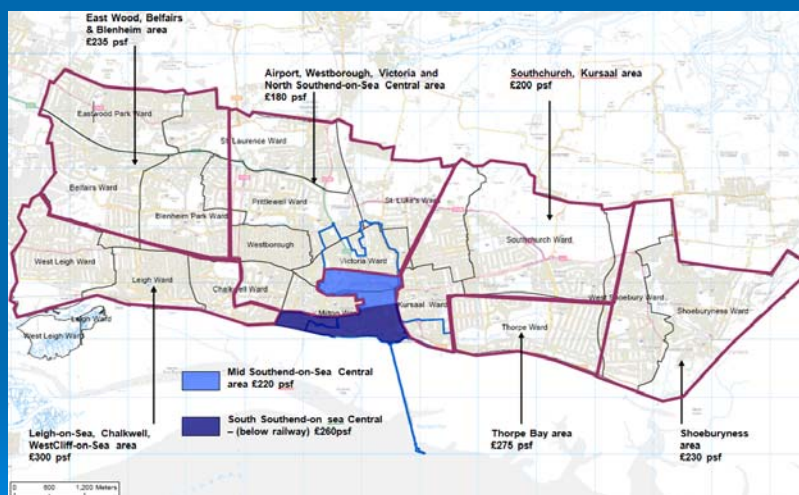 East Wood, Belfairs
& Blenheim area
£235 psf
Airport, Westborough, Victoria and
North Southend-on-Sea Central area
£180 psf
Southchurch, Kursaal area
£200 psf
Eastwood Park Ward
St Laurence Ward
Belfairs Ward
Prittlewell Ward
St Luke's Ward
Blenheim Park Ward
Westborough
Southchurch Ward
Victoria Ward
West Leigh Ward
Leigh Ward
Chalkwell Ward
Kursaal Ward
West Shoebury Ward
Shoeburyness Ward
Milton
Leigh Ward
Thorpe Ward
West Leigh Ward
Mid Southend-on-Sea Central
area £220 psf
South Southend-on sea Central
– (below railway) £260psf
Leigh-on-Sea, Chalkwell,
WestCliff-on-Sea area
£300 psf
Thorpe Bay area
£275 psf
Shoeburyness
area
£230 psf
0 600 1,200 Meters